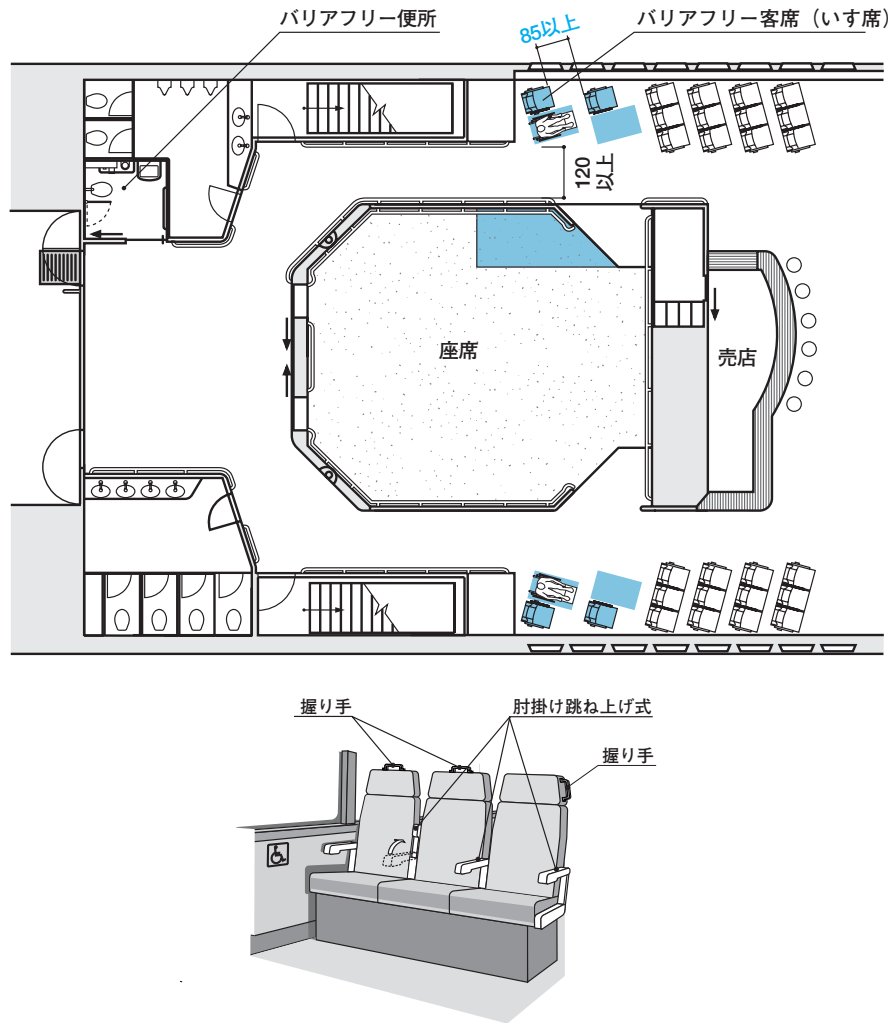 バリアフリー便所
バリアフリー客席（いす席）
85以上
120
以上
座席
売店
握り手
肘掛け跳ね上げ式
握り手